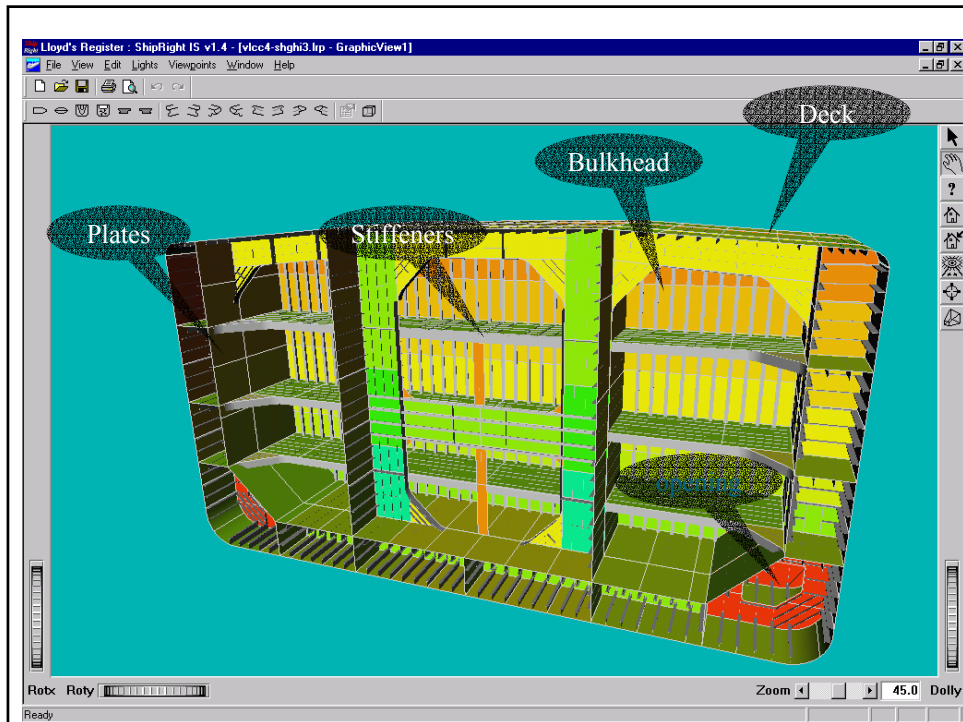 Lloyd's Register : ShipRight IS v1.4 - [vlcc4-shghi3.lrp - GraphicView1]
File View Edit Lights Viewpoints Window Help
Deck
Bulkhead
Plates
Stiffeners
opening
Rotx Roty
Zoom 45.0 Dolly
Ready